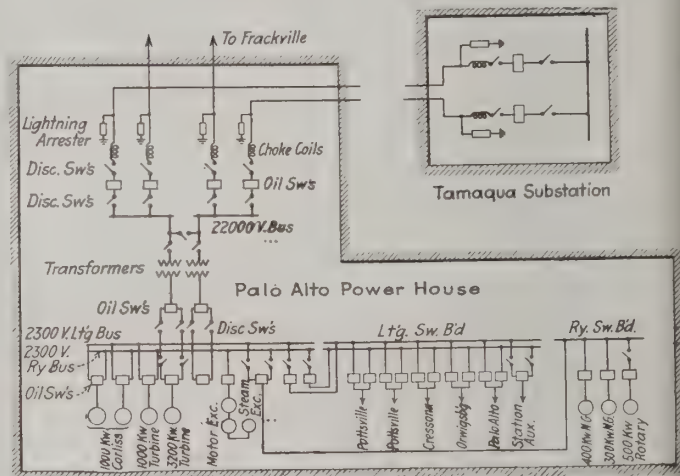 To Frackville
Lightning
Arrester
Choke Coils
Disc. Sw's
Oil Sw's
Disc. Sw's
22000 V. Bus
Tamaqua Substation
Transformers
Palo Alto Power House
Oil Sw's
Disc Sw's
2300 V. Lt'g Bus
2300 V.
Ry Bus
Oil Sw's
Lt'g. Sw. B'd
Ry. Sw. B'd.
1000 Kw.
Corliss
1000 Kw
Turbine
3200 Kw.
Turbine
Motor Exc.
Steam
Exc.
Pottsville
Pottsville
Cressona
Orwigsb'g
Palo Alto
Station
Aux.
400 Kw M.G.
300 Kw M.G.
500 Kw
Rotary